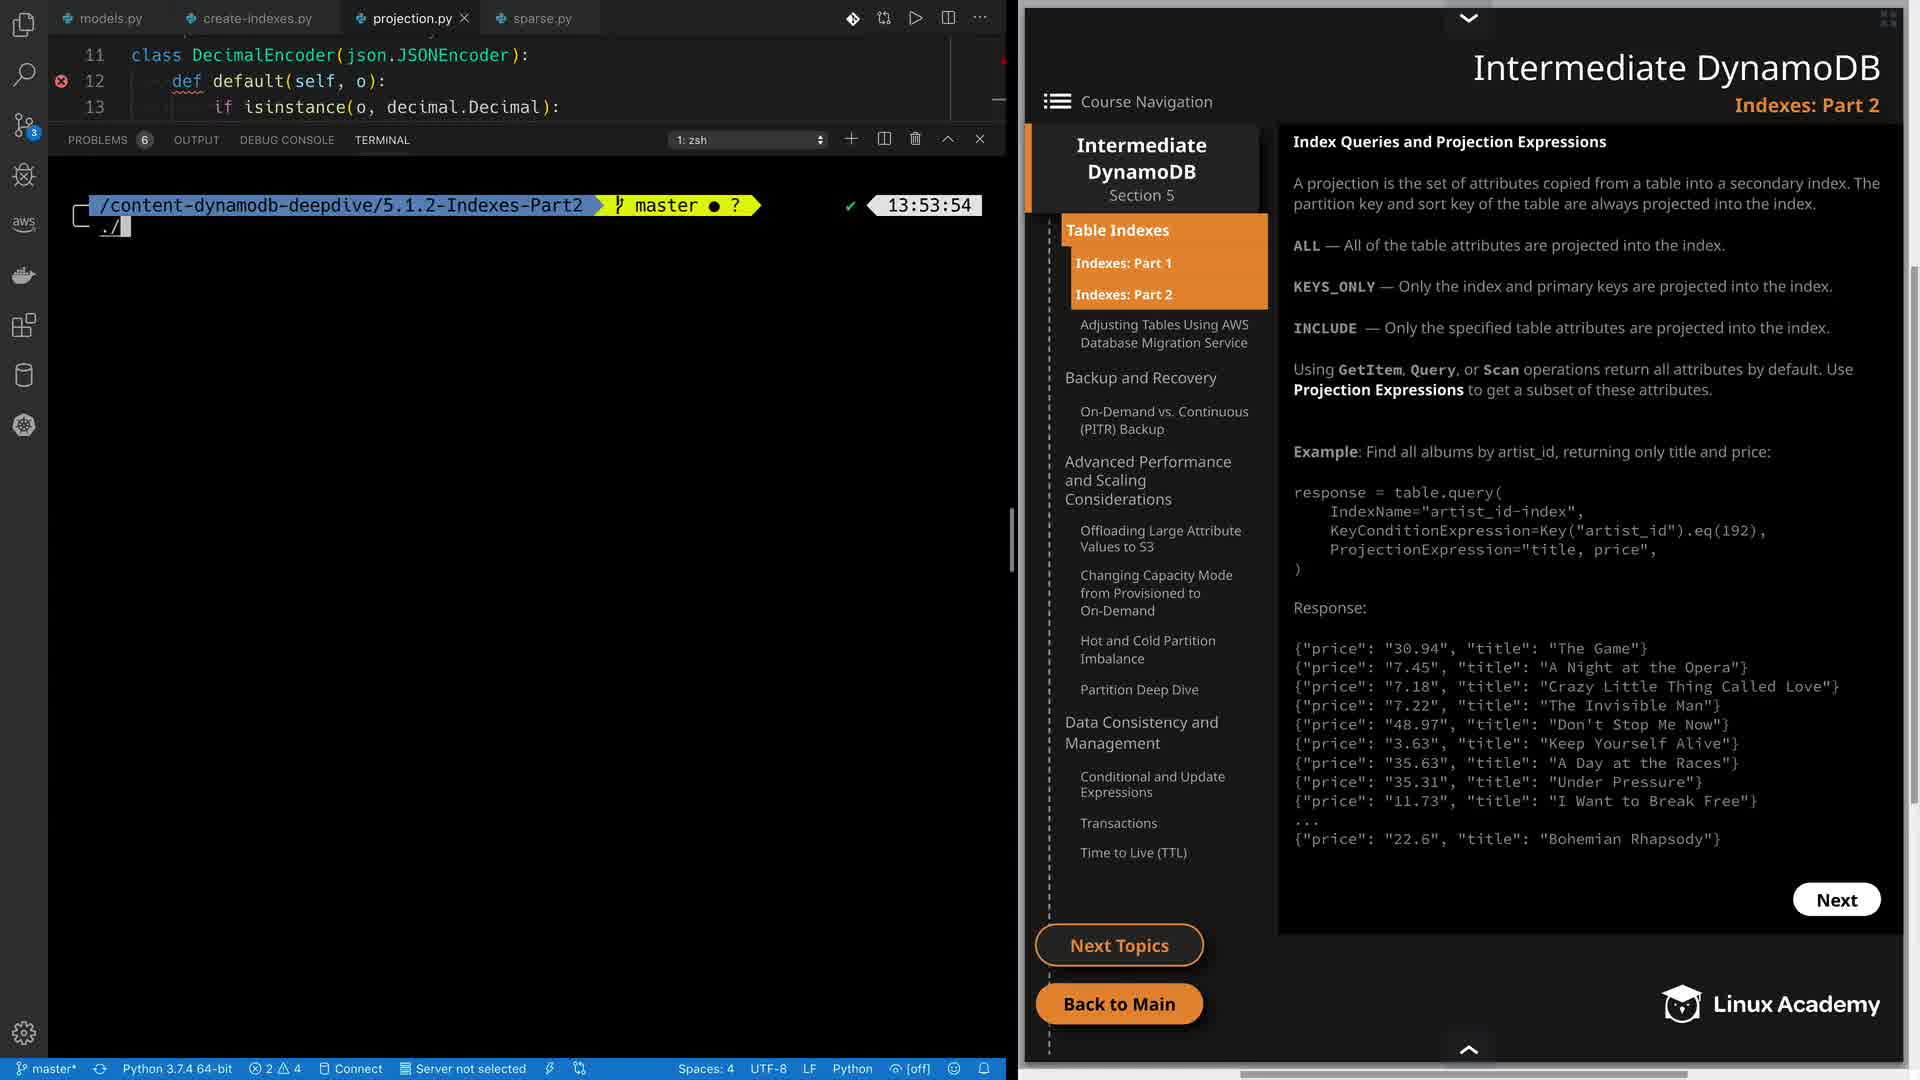 models.py
create-indexes.py
projection.py
sparse.py
11 class DecimalEncoder(json.JSONEncoder):
12 def default(self, o):
13 if isinstance(o, decimal.Decimal):
PROBLEMS 6 OUTPUT DEBUG CONSOLE TERMINAL 1: zsh
/content-dynamodb-deepdive/5.1.2-Indexes-Part2 master ● ? ✔ 13:53:54
./
3
aws
master* Python 3.7.4 64-bit 2 4 Connect Server not selected Spaces: 4 UTF-8 LF Python [off]
Intermediate DynamoDB
Indexes: Part 2
Course Navigation
Intermediate
DynamoDB
Section 5
Table Indexes
Indexes: Part 1
Indexes: Part 2
Adjusting Tables Using AWS
Database Migration Service
Backup and Recovery
On-Demand vs. Continuous
(PITR) Backup
Advanced Performance
and Scaling
Considerations
Offloading Large Attribute
Values to S3
Changing Capacity Mode
from Provisioned to
On-Demand
Hot and Cold Partition
Imbalance
Partition Deep Dive
Data Consistency and
Management
Conditional and Update
Expressions
Transactions
Time to Live (TTL)
Next Topics
Back to Main
Index Queries and Projection Expressions
A projection is the set of attributes copied from a table into a secondary index. The
partition key and sort key of the table are always projected into the index.
ALL — All of the table attributes are projected into the index.
KEYS_ONLY — Only the index and primary keys are projected into the index.
INCLUDE — Only the specified table attributes are projected into the index.
Using GetItem, Query, or Scan operations return all attributes by default. Use
Projection Expressions to get a subset of these attributes.
Example: Find all albums by artist_id, returning only title and price:
response = table.query(
IndexName="artist_id-index",
KeyConditionExpression=Key("artist_id").eq(192),
ProjectionExpression="title, price",
)
Response:
{"price": "30.94", "title": "The Game"}
{"price": "7.45", "title": "A Night at the Opera"}
{"price": "7.18", "title": "Crazy Little Thing Called Love"}
{"price": "7.22", "title": "The Invisible Man"}
{"price": "48.97", "title": "Don't Stop Me Now"}
{"price": "3.63", "title": "Keep Yourself Alive"}
{"price": "35.63", "title": "A Day at the Races"}
{"price": "35.31", "title": "Under Pressure"}
{"price": "11.73", "title": "I Want to Break Free"}
...
{"price": "22.6", "title": "Bohemian Rhapsody"}
Next
Linux Academy